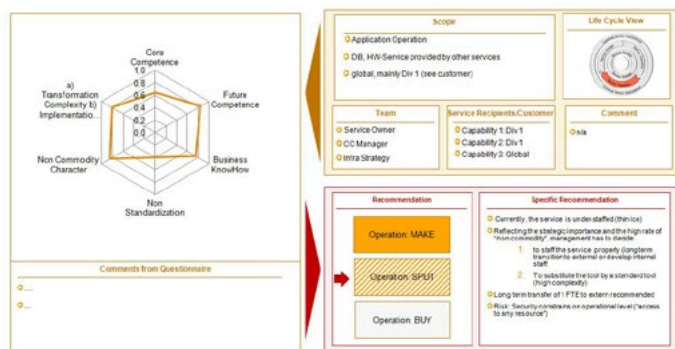 Core
Competence
1.0
0.8
0.6
0.4
0.2
0.0
Future
Competence
Business
KnowHow
Non
Standardization
Non Commodity
Character
a)
Transformation
Complexity b)
Implementatio...
Comments from Questionnaire
....
...
Scope
Application Operation
DB, HW-Service provided by other services
global, mainly Div 1 (see customer)
Life Cycle View
Team
Service Owner
CC Manager
Infra Strategy
Service Recipients/Customer
Capability 1: Div1
Capability 2: Div1
Capability 3: Global
Comment
n/a
Recommendation
Operation: MAKE
Operation: SPLIT
Operation: BUY
Specific Recommendation
Currently, the service is understaffed (thin ice)
Reflecting the strategic importance and the high rate of
"non commodity", management has to decide:
1. to staff the service properly (longterm
transition to external or develop internal
staff
2. To substitute the tool by a standard tool
(high complexity)
Long term transfer of 1 FTE to extern recommended
Risk: Security constrains on operational level ("access
to any resource")